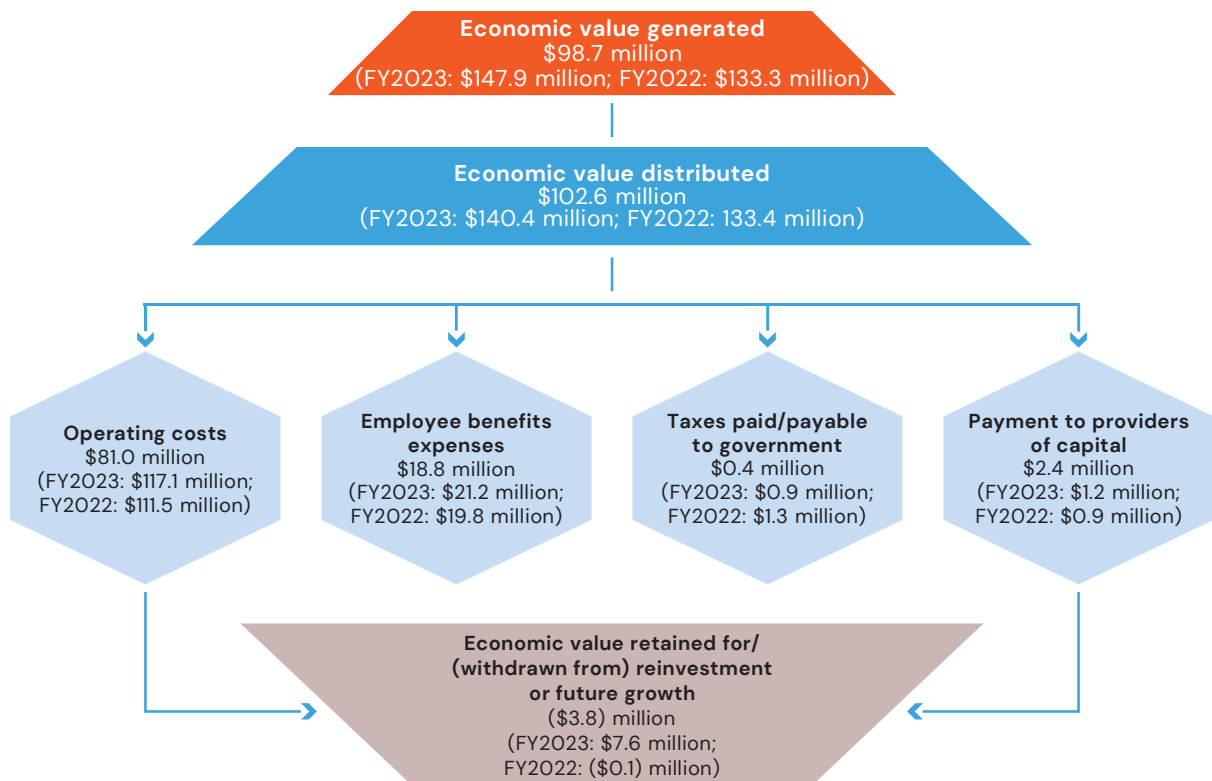 Economic value generated
$98.7 million
(FY2023: $147.9 million; FY2022: $133.3 million)
Economic value distributed
$102.6 million
(FY2023: $140.4 million; FY2022: 133.4 million)
Operating costs
$81.0 million
(FY2023: $117.1 million;
FY2022: $111.5 million)
Employee benefits
expenses
$18.8 million
(FY2023: $21.2 million;
FY2022: $19.8 million)
Taxes paid/payable
to government
$0.4 million
(FY2023: $0.9 million;
FY2022: $1.3 million)
Payment to providers
of capital
$2.4 million
(FY2023: $1.2 million;
FY2022: $0.9 million)
Economic value retained for/
(withdrawn from) reinvestment
or future growth
($3.8) million
(FY2023: $7.6 million;
FY2022: ($0.1) million)